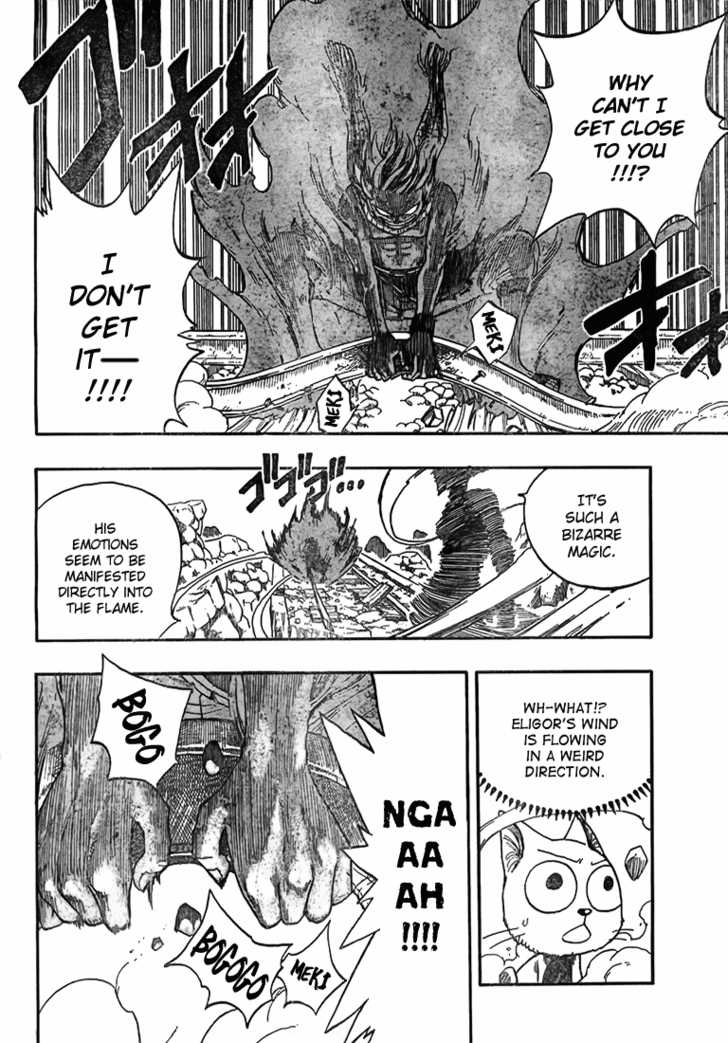 WHY
CAN'T I
GET CLOSE
TO YOU
!!!?
ゴオオ
オオ
I
DON'T
GET
IT—
!!!!
MEKI
MEKI
IT'S
SUCH A
BIZARRE
MAGIC.
ゴゴゴ...
HIS
EMOTIONS
SEEM TO BE
MANIFESTED
DIRECTLY INTO
THE FLAME.
WH-WHAT!?
ELIGOR'S WIND
IS FLOWING
IN A WEIRD
DIRECTION.
NGA
AA
AH
!!!!
BOGO
BOGOGO
MEKI